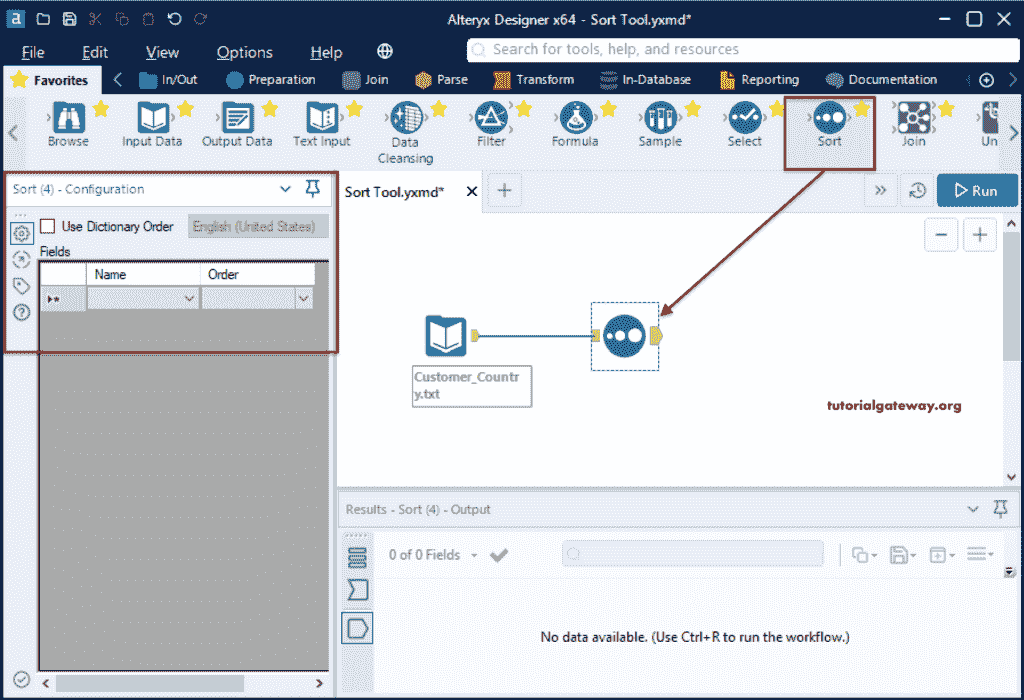 a
Alteryx Designer x64 - Sort Tool.yxmd*
File Edit View Options Help
Search for tools, help, and resources
Favorites In/Out Preparation Join Parse Transform In-Database Reporting Documentation
Browse Input Data Output Data Text Input Data Cleansing Filter Formula Sample Select Sort Join Un
Sort (4) - Configuration
Sort Tool.yxmd*
Run
Use Dictionary Order English (United States)
Fields
Name Order
Customer_Countr
y.txt
tutorialgateway.org
Results - Sort (4) - Output
0 of 0 Fields
No data available. (Use Ctrl+R to run the workflow.)